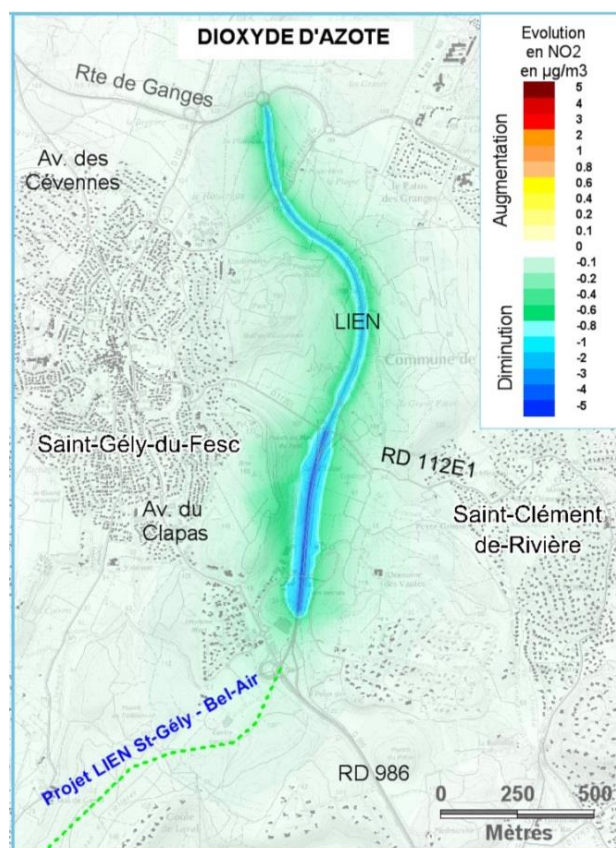 DIOXYDE D'AZOTE
Evolution
en NO2
en µg/m3
Augmentation
5
4
3
2
1
0.8
0.6
0.4
0.2
0.1
0
Diminution
-0.1
-0.2
-0.4
-0.6
-0.8
-1
-2
-3
-4
-5
Rte de Ganges
Av. des
Cévennes
LIEN
Commune de
Saint-Gély-du-Fesc
RD 112E1
Av. du
Clapas
Saint-Clément
de-Rivière
Projet LIEN St-Gély - Bel-Air
RD 986
0 250 500
Mètres